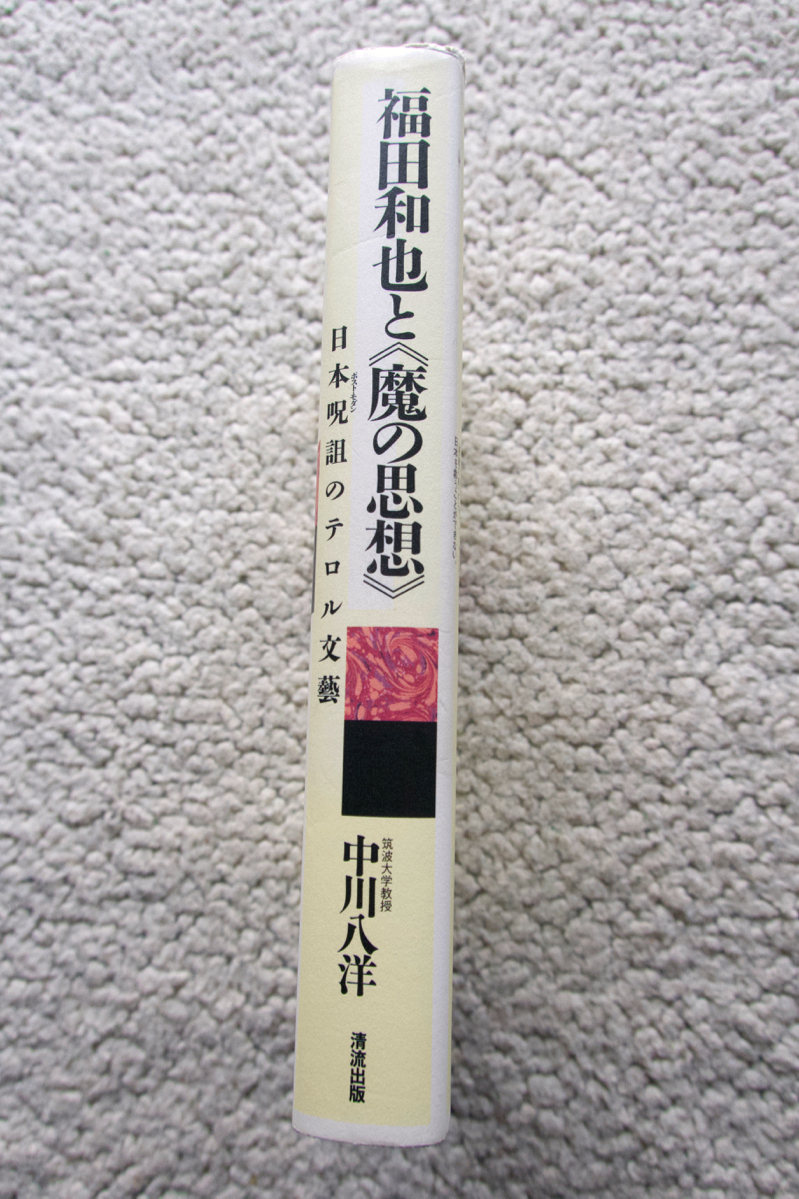 福田和也と《魔の思想》
日本呪詛のテロル文藝
ポスト・モダン
筑波大学教授
中川八洋
清流出版